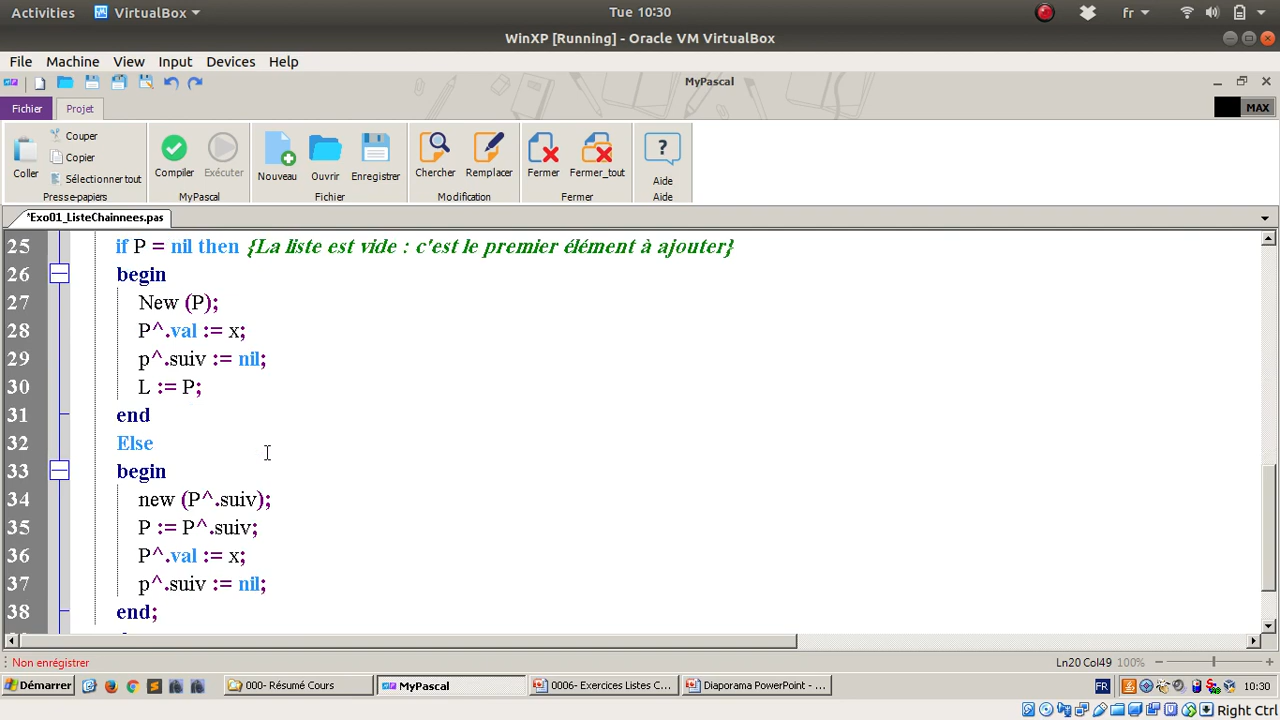 Activities VirtualBox Tue 10:30 fr
WinXP [Running] - Oracle VM VirtualBox
File Machine View Input Devices Help
MyPascal
Fichier Projet MAX
Coller Couper Copier Sélectionner tout Compiler Exécuter Nouveau Ouvrir Enregistrer Chercher Remplacer Fermer Fermer_tout ? Aide
Presse-papiers MyPascal Fichier Modification Fermer Aide
*Exo01_ListeChainnees.pas
25 if P = nil then {La liste est vide : c'est le premier élément à ajouter}
26 begin
27 New (P);
28 P^.val := x;
29 p^.suiv := nil;
30 L := P;
31 end
32 Else
33 begin
34 new (P^.suiv);
35 P := P^.suiv;
36 P^.val := x;
37 p^.suiv := nil;
38 end;
Non enrégistrer Ln20 Col49 100%
Démarrer 000- Résumé Cours MyPascal 0006- Exercices Listes C... Diaporama PowerPoint - ... FR 10:30
Right Ctrl